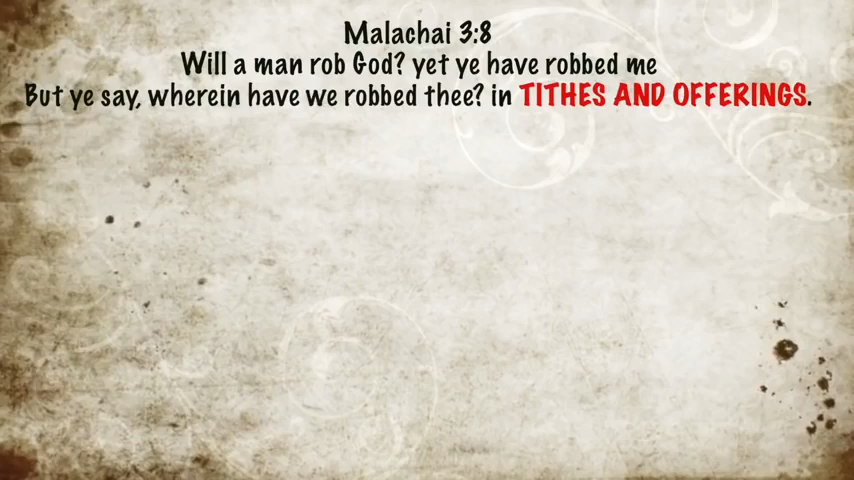 Malachai 3:8
Will a man rob God? yet ye have robbed me
But ye say, wherein have we robbed thee? in TITHES AND OFFERINGS.